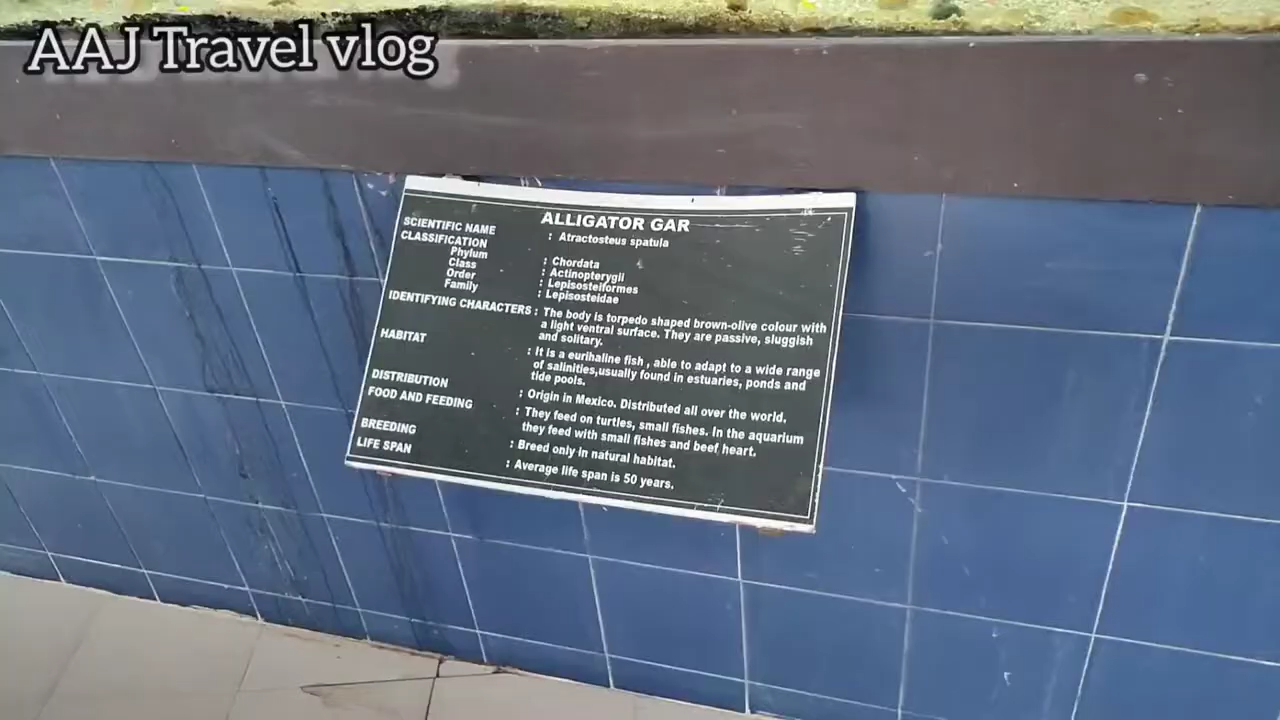 AAJ Travel vlog
ALLIGATOR GAR
SCIENTIFIC NAME : Atractosteus spatula
CLASSIFICATION
Phylum : Chordata
Class : Actinopterygii
Order : Lepisosteiformes
Family : Lepisosteidae
IDENTIFYING CHARACTERS : The body is torpedo shaped brown-olive colour with
a light ventral surface. They are passive, sluggish
and solitary.
HABITAT : It is a eurihaline fish , able to adapt to a wide range
of salinities,usually found in estuaries, ponds and
tide pools.
DISTRIBUTION : Origin in Mexico. Distributed all over the world.
FOOD AND FEEDING : They feed on turtles, small fishes. In the aquarium
they feed with small fishes and beef heart.
BREEDING : Breed only in natural habitat.
LIFE SPAN : Average life span is 50 years.